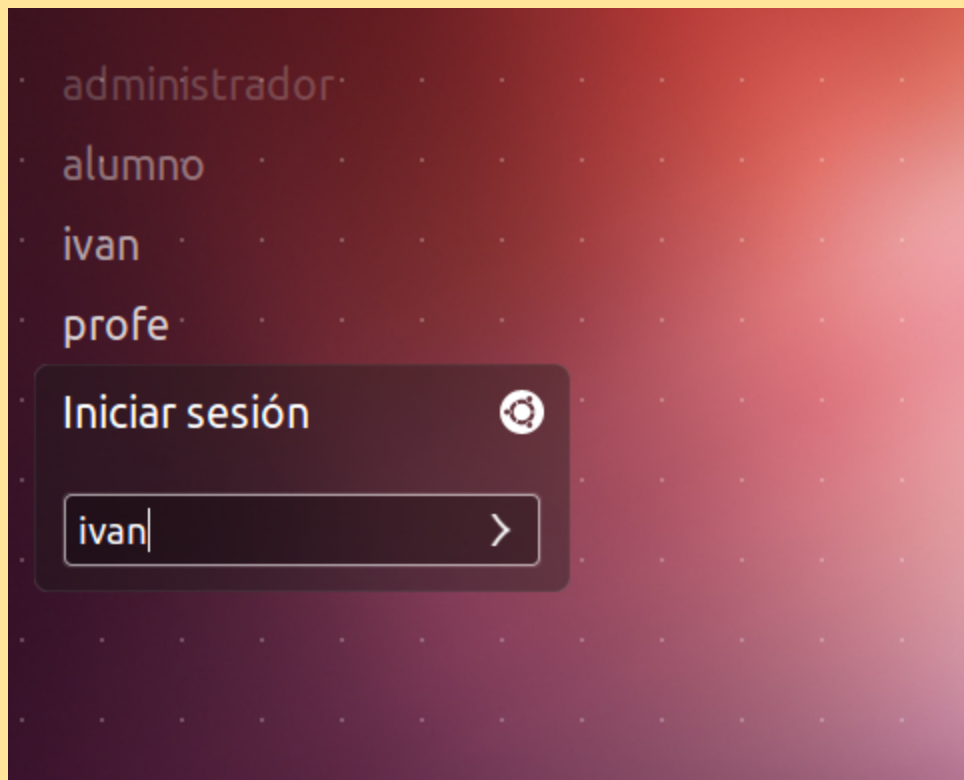 administrador
alumno
ivan
profe
Iniciar sesión
ivan